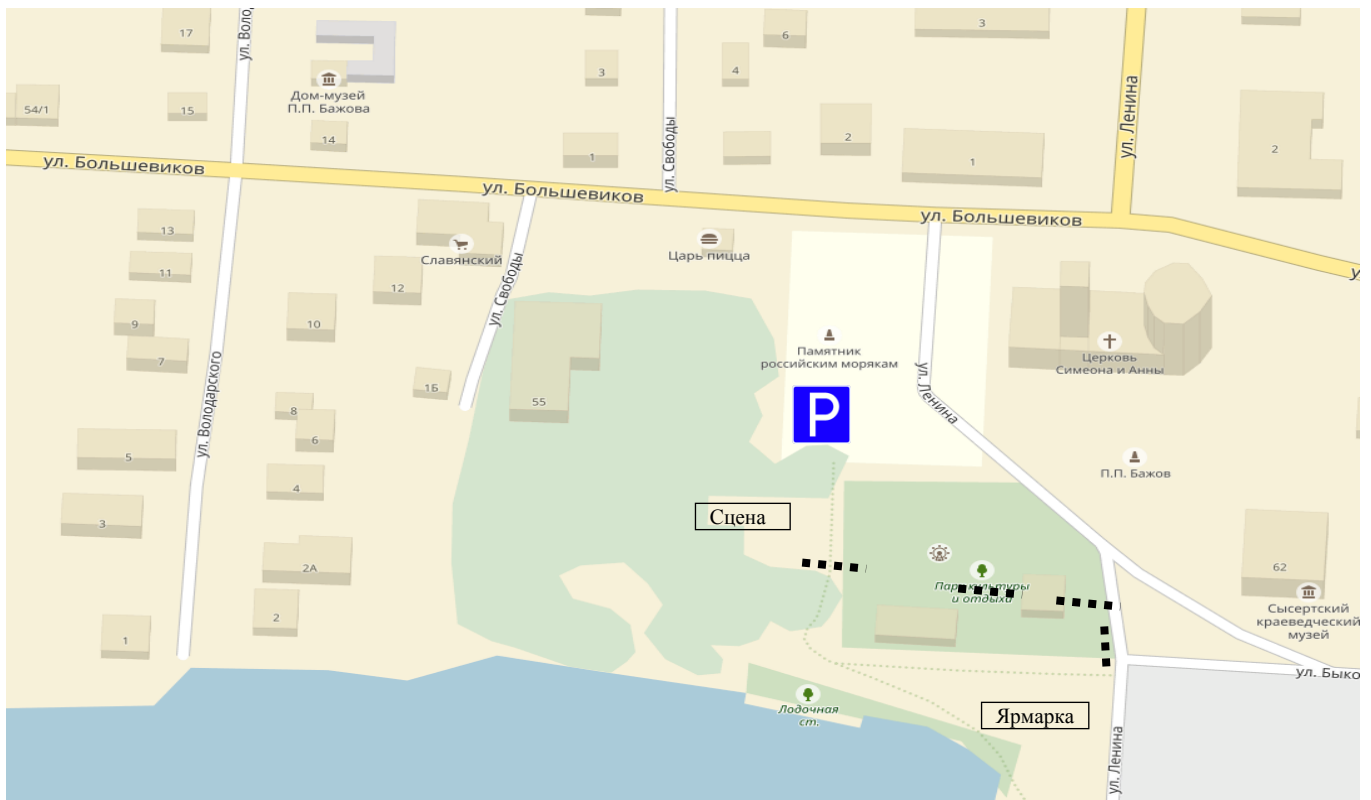 17
ул. Воло
6
3
ул. Ленина
3
4
54/1
15
Дом-музей
П.П. Бажова
14
ул. Свободы
1
2
1
2
ул. Большевиков
ул. Большевиков
ул. Большевиков
13
Славянский
Царь пицца
11
12
ул. Свободы
9
10
7
Памятник
российским морякам
Церковь
Симеона и Анны
ул. Володарского
1Б
55
P
ул. Ленина
8
6
5
П.П. Бажов
4
3
Сцена
2А
62
Парк культуры
и отдыха
Сысертский
краеведческий
музей
2
1
ул. Быко
Лодочная
ст.
Ярмарка
ул. Ленина